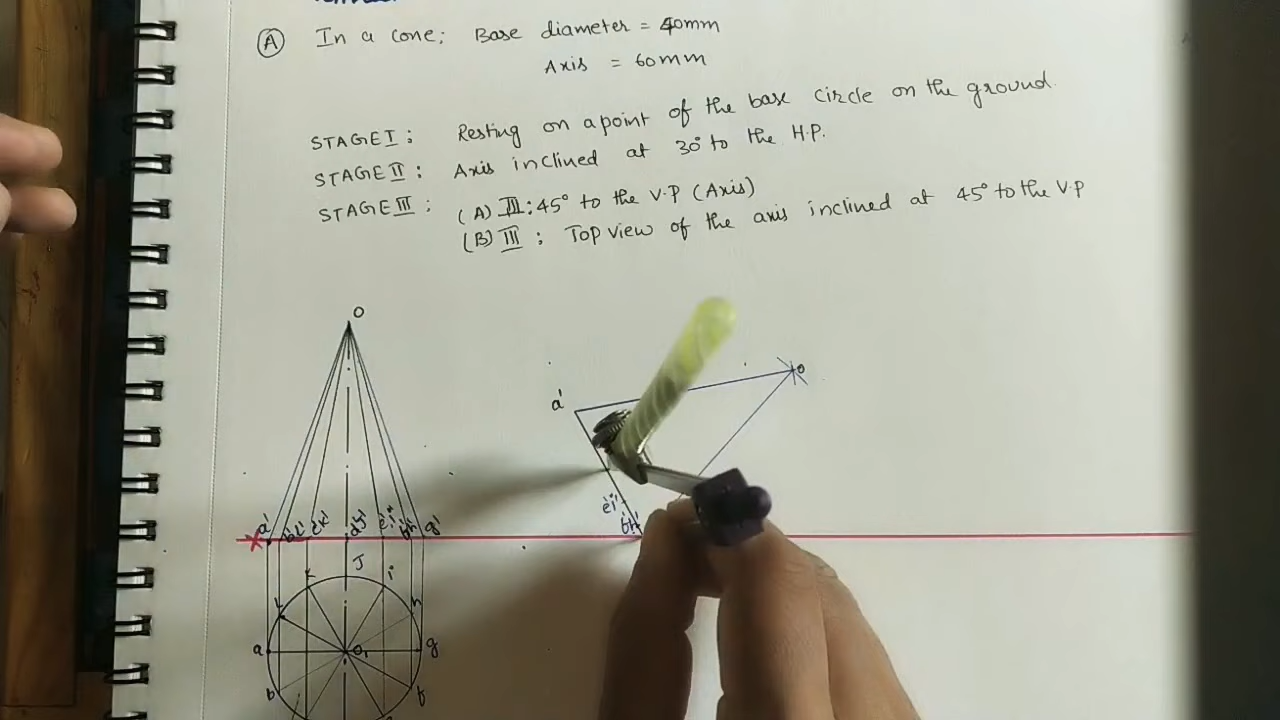 (A) In a cone; Base diameter = 40mm
Axis = 60mm
STAGE I : Resting on a point of the base circle on the ground.
STAGE II : Axis inclined at 30° to the H.P.
STAGE III : (A) III : 45° to the V.P (Axis)
(B) III : Top view of the axis inclined at 45° to the V.P
O
a' o
e'i'
f'h'
X a' b'l' c'k' d'j' e'i' f'h' g'
J
k i
l h
a o₁ g
b f